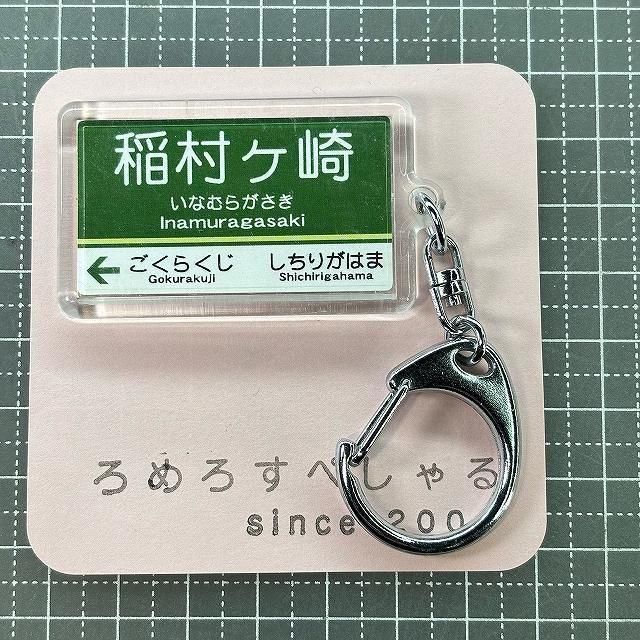 稲村ヶ崎
いなむらがさき
Inamuragasaki
ごくらくじ しちりがはま
Gokurakuji Shichirigahama
ろめろすぺしゃる
since 200